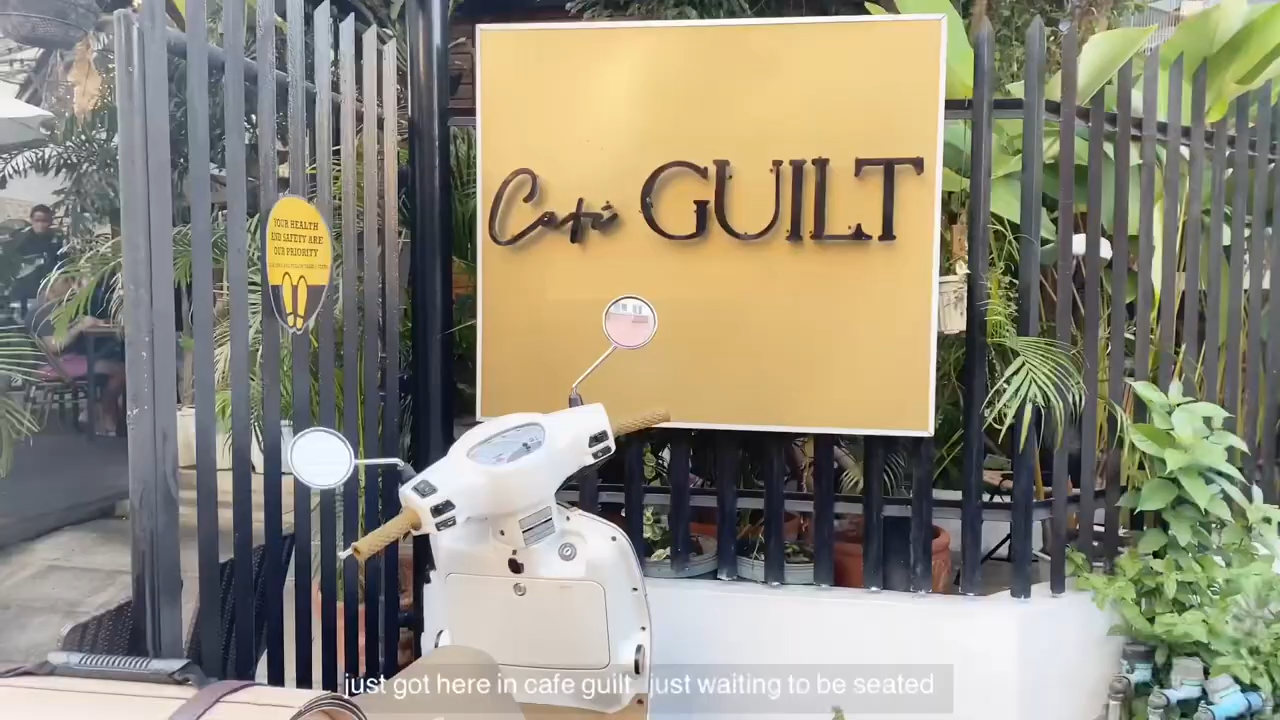 Café GUILT
YOUR HEALTH
AND SAFETY ARE
OUR PRIORITY
just got here in cafe guilt just waiting to be seated